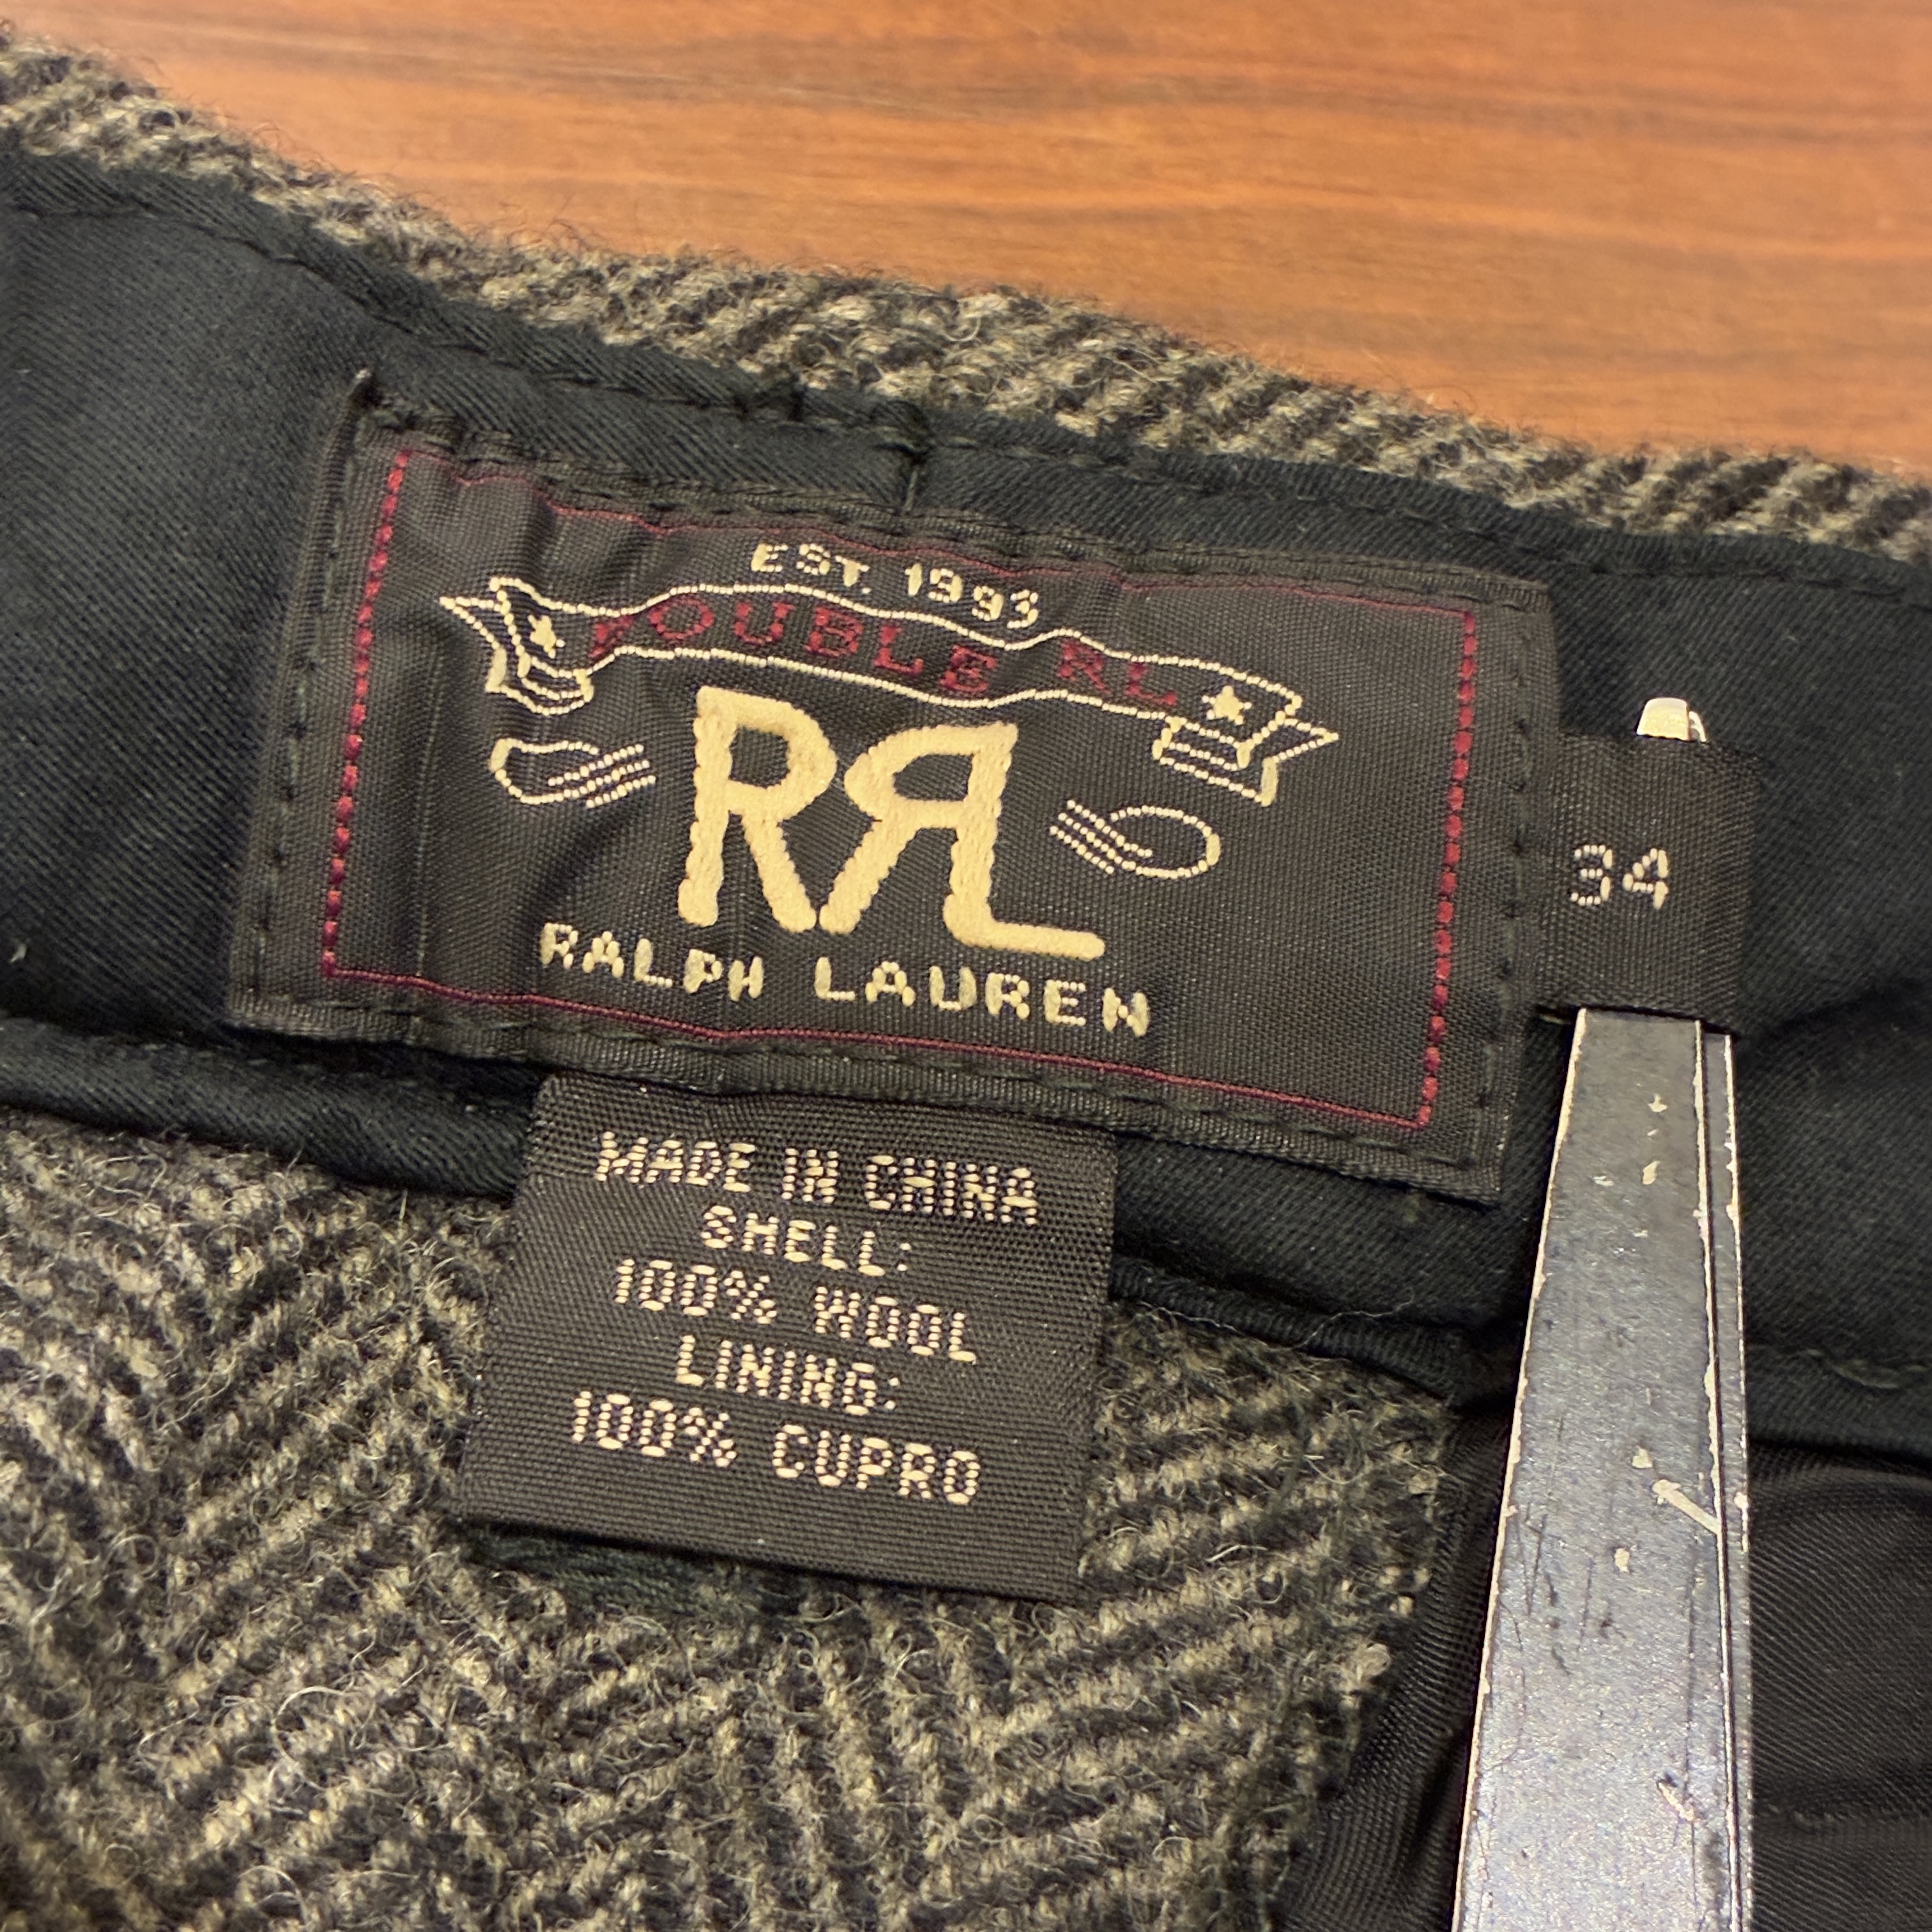 EST. 1993
DOUBLE RL
RRL
RALPH LAUREN
34
MADE IN CHINA
SHELL:
100% WOOL
LINING:
100% CUPRO